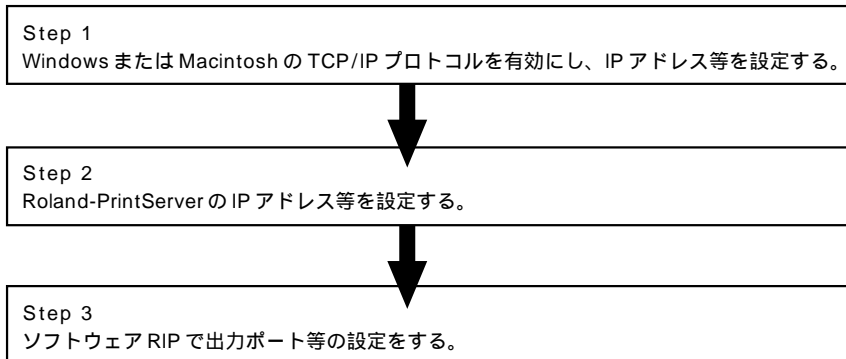 Step 1
Windows または Macintosh の TCP/IP プロトコルを有効にし、IP アドレス等を設定する。
Step 2
Roland-PrintServer の IP アドレス等を設定する。
Step 3
ソフトウェア RIP で出力ポート等の設定をする。